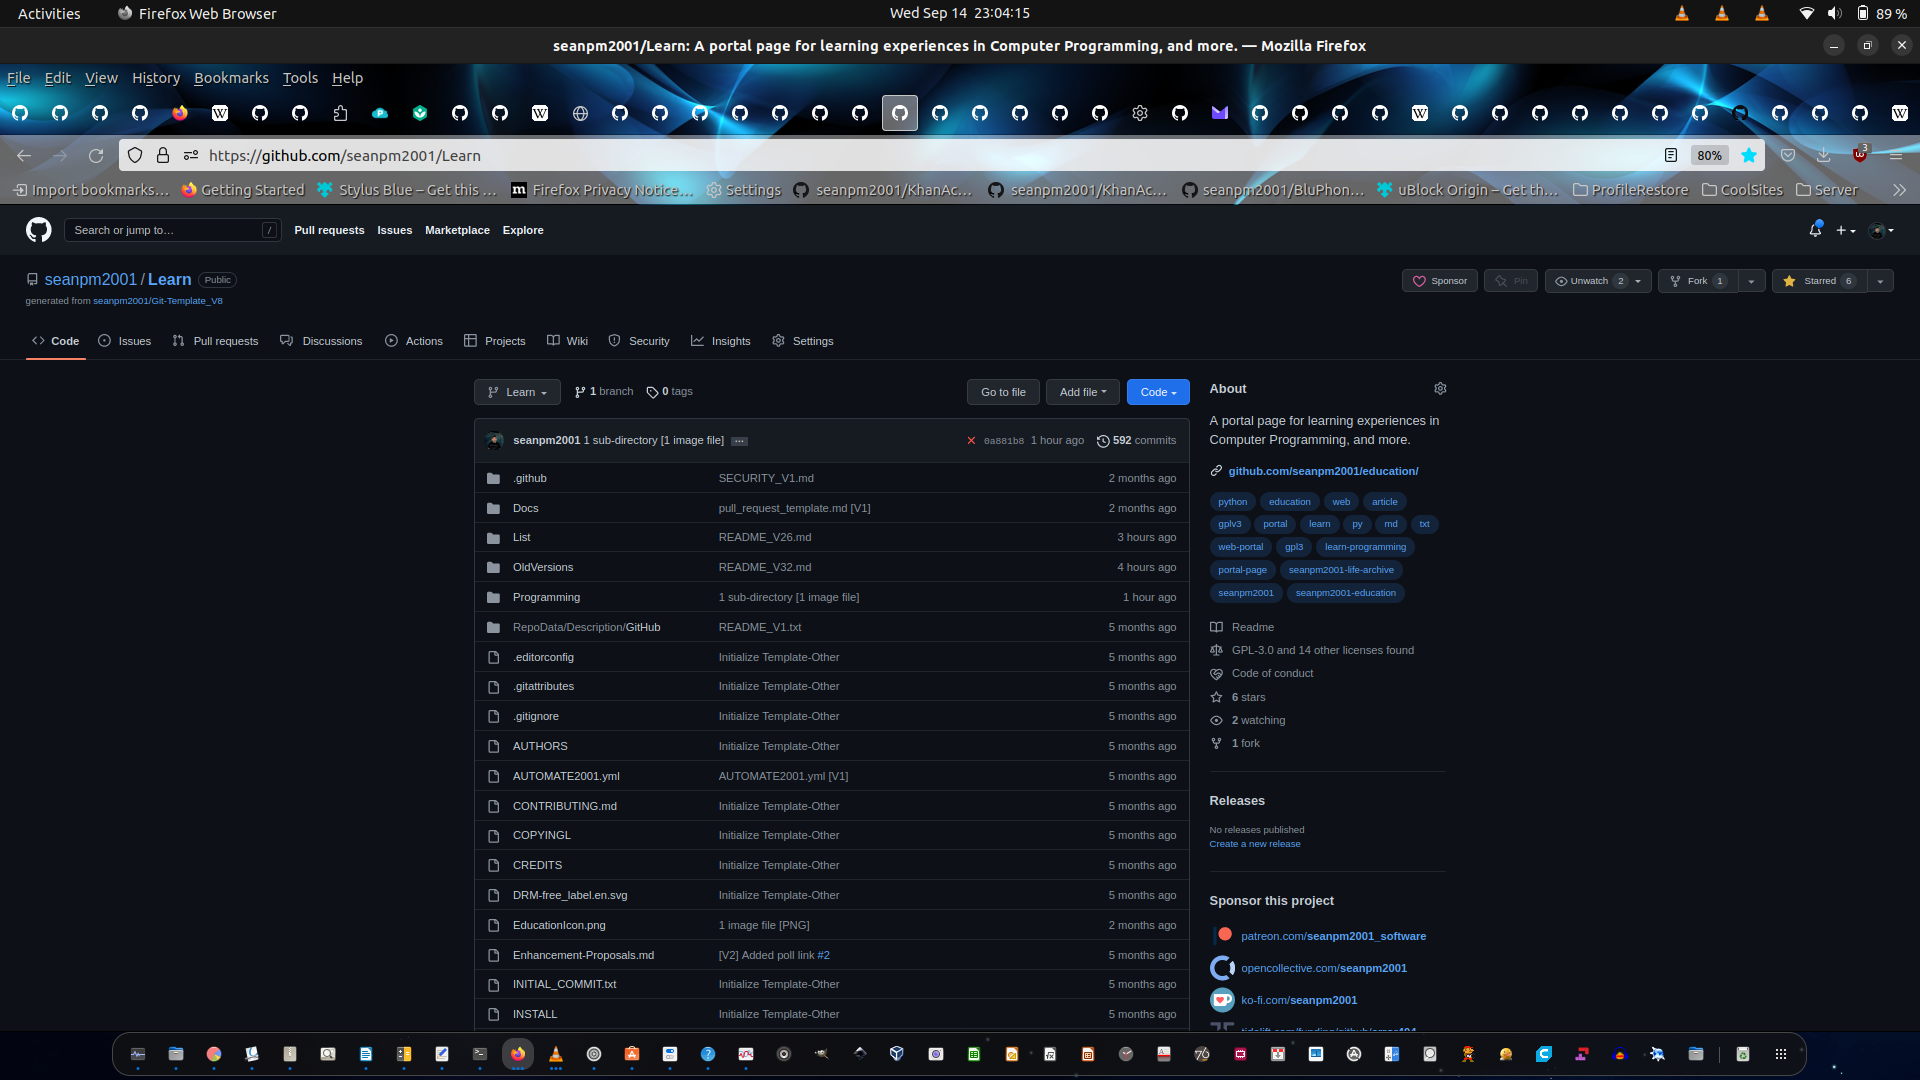 Activities
Firefox Web Browser
Wed Sep 14 23:04:15
89 %
seanpm2001/Learn: A portal page for learning experiences in Computer Programming, and more. — Mozilla Firefox
File Edit View History Bookmarks Tools Help
https://github.com/seanpm2001/Learn
80%
3
Import bookmarks…
Getting Started
Stylus Blue – Get this …
Firefox Privacy Notice…
Settings
seanpm2001/KhanAc…
seanpm2001/KhanAc…
seanpm2001/BluPhon…
uBlock Origin – Get th…
ProfileRestore
CoolSites
Server
Search or jump to…
/
Pull requests
Issues
Marketplace
Explore
seanpm2001 / Learn
Public
generated from seanpm2001/Git-Template_V8
Sponsor
Pin
Unwatch 2
Fork 1
Starred 6
Code
Issues
Pull requests
Discussions
Actions
Projects
Wiki
Security
Insights
Settings
Learn
1 branch
0 tags
Go to file
Add file
Code
seanpm2001 1 sub-directory [1 image file] …
0a881b8 1 hour ago
592 commits
.github SECURITY_V1.md 2 months ago
Docs pull_request_template.md [V1] 2 months ago
List README_V26.md 3 hours ago
OldVersions README_V32.md 4 hours ago
Programming 1 sub-directory [1 image file] 1 hour ago
RepoData/Description/GitHub README_V1.txt 5 months ago
.editorconfig Initialize Template-Other 5 months ago
.gitattributes Initialize Template-Other 5 months ago
.gitignore Initialize Template-Other 5 months ago
AUTHORS Initialize Template-Other 5 months ago
AUTOMATE2001.yml AUTOMATE2001.yml [V1] 5 months ago
CONTRIBUTING.md Initialize Template-Other 5 months ago
COPYINGL Initialize Template-Other 5 months ago
CREDITS Initialize Template-Other 5 months ago
DRM-free_label.en.svg Initialize Template-Other 5 months ago
EducationIcon.png 1 image file [PNG] 2 months ago
Enhancement-Proposals.md [V2] Added poll link #2 5 months ago
INITIAL_COMMIT.txt Initialize Template-Other 5 months ago
INSTALL Initialize Template-Other 5 months ago
About
A portal page for learning experiences in
Computer Programming, and more.
github.com/seanpm2001/education/
python education web article
gplv3 portal learn py md txt
web-portal gpl3 learn-programming
portal-page seanpm2001-life-archive
seanpm2001 seanpm2001-education
Readme
GPL-3.0 and 14 other licenses found
Code of conduct
6 stars
2 watching
1 fork
Releases
No releases published
Create a new release
Sponsor this project
patreon.com/seanpm2001_software
opencollective.com/seanpm2001
ko-fi.com/seanpm2001
tidelift.com/funding/github/error404